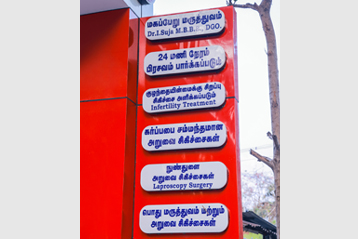 மகப்பேறு மருத்துவம்
Dr.I.Suja M.B.B.S., DGO.
24 மணி நேரம்
பிரசவம் பார்க்கப்படும்
குழந்தையின்மைக்கு சிறப்பு
சிகிச்சை அளிக்கப்படும்
Infertility Treatment
கர்ப்பபை சம்மந்தமான
அறுவை சிகிச்சைகள்
நுண்துளை
அறுவை சிகிச்சைகள்
Laproscopy Surgery
பொது மருத்துவம் மற்றும்
அறுவை சிகிச்சைகள்